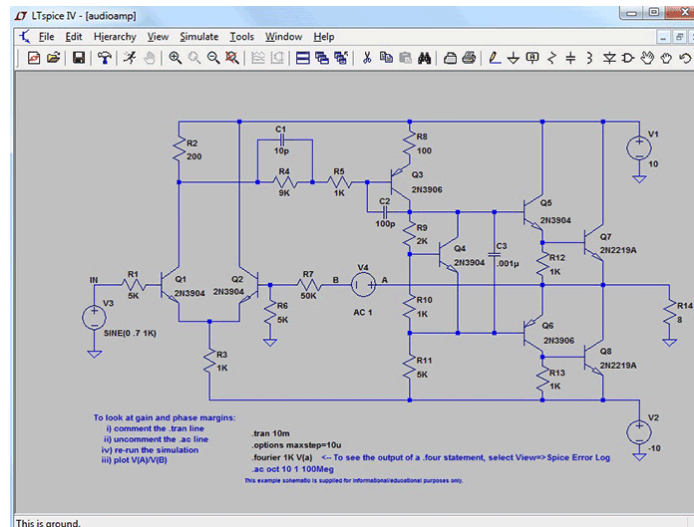 LTspice IV - [audioamp]
File Edit Hierarchy View Simulate Tools Window Help
R2
200
C1
10p
R4
9K
R5
1K
R8
100
Q3
2N3906
C2
100p
R9
2K
Q4
2N3904
C3
.001µ
Q5
2N3904
R12
1K
Q7
2N2219A
V1
10
IN
R1
5K
Q1
2N3904
Q2
2N3904
R7
50K
B
V4
A
AC 1
R6
5K
R10
1K
V3
SINE(0 .7 1K)
R3
1K
R11
5K
Q6
2N3906
R13
1K
Q8
2N2219A
R14
8
V2
-10
To look at gain and phase margins:
i) comment the .tran line
ii) uncomment the .ac line
iv) re-run the simulation
iii) plot V(A)/V(B)
.tran 10m
.options maxstep=10u
.fourier 1K V(a) <-- To see the output of a .four statement, select View=>Spice Error Log
.ac oct 10 1 100Meg
This example schematic is supplied for informational/educational purposes only.
This is ground.